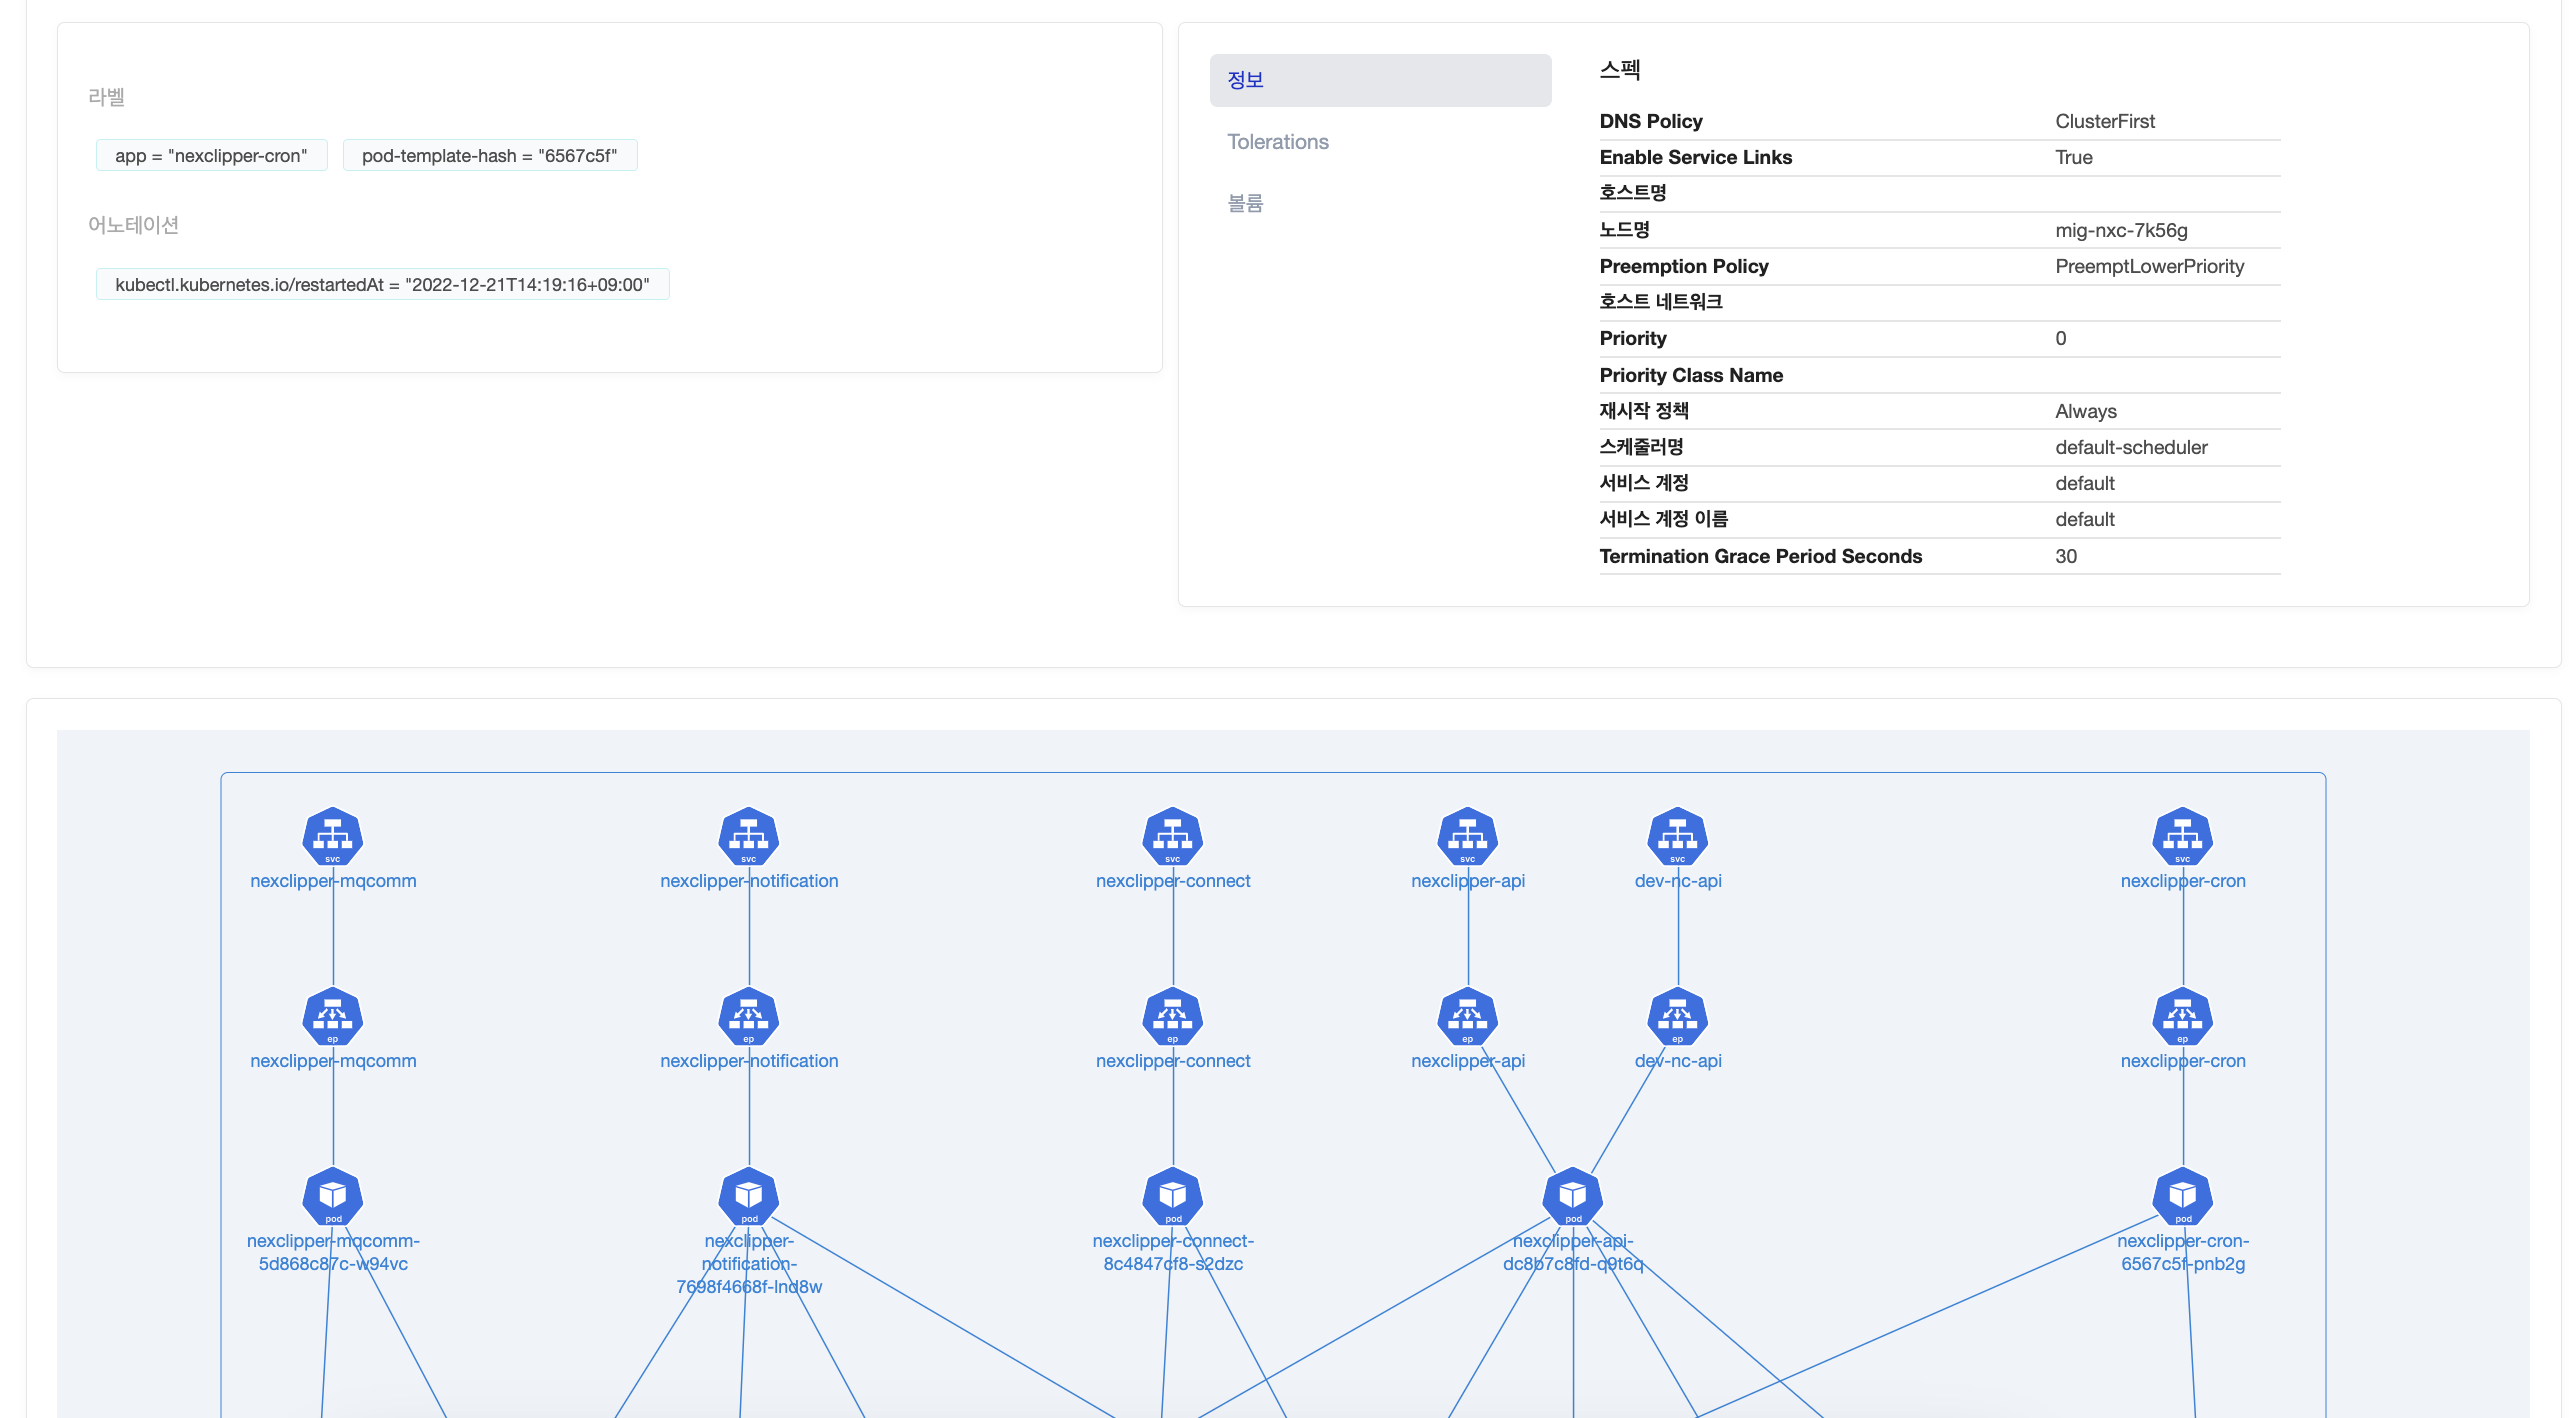 라벨
app = "nexclipper-cron"
pod-template-hash = "6567c5f"
어노테이션
kubectl.kubernetes.io/restartedAt = "2022-12-21T14:19:16+09:00"
정보
Tolerations
볼륨
스펙
DNS Policy ClusterFirst
Enable Service Links True
호스트명
노드명 mig-nxc-7k56g
Preemption Policy PreemptLowerPriority
호스트 네트워크
Priority 0
Priority Class Name
재시작 정책 Always
스케줄러명 default-scheduler
서비스 계정 default
서비스 계정 이름 default
Termination Grace Period Seconds 30
svc svc svc svc svc svc
nexclipper-mqcomm nexclipper-notification nexclipper-connect nexclipper-api dev-nc-api nexclipper-cron
ep ep ep ep ep ep
nexclipper-mqcomm nexclipper-notification nexclipper-connect nexclipper-api dev-nc-api nexclipper-cron
pod pod pod pod pod
nexclipper-mqcomm-
5d868c87c-w94vc
nexclipper-
notification-
7698f4668f-lnd8w
nexclipper-connect-
8c4847cf8-s2dzc
nexclipper-api-
dc8b7c8fd-q9t6q
nexclipper-cron-
6567c5f-pnb2g